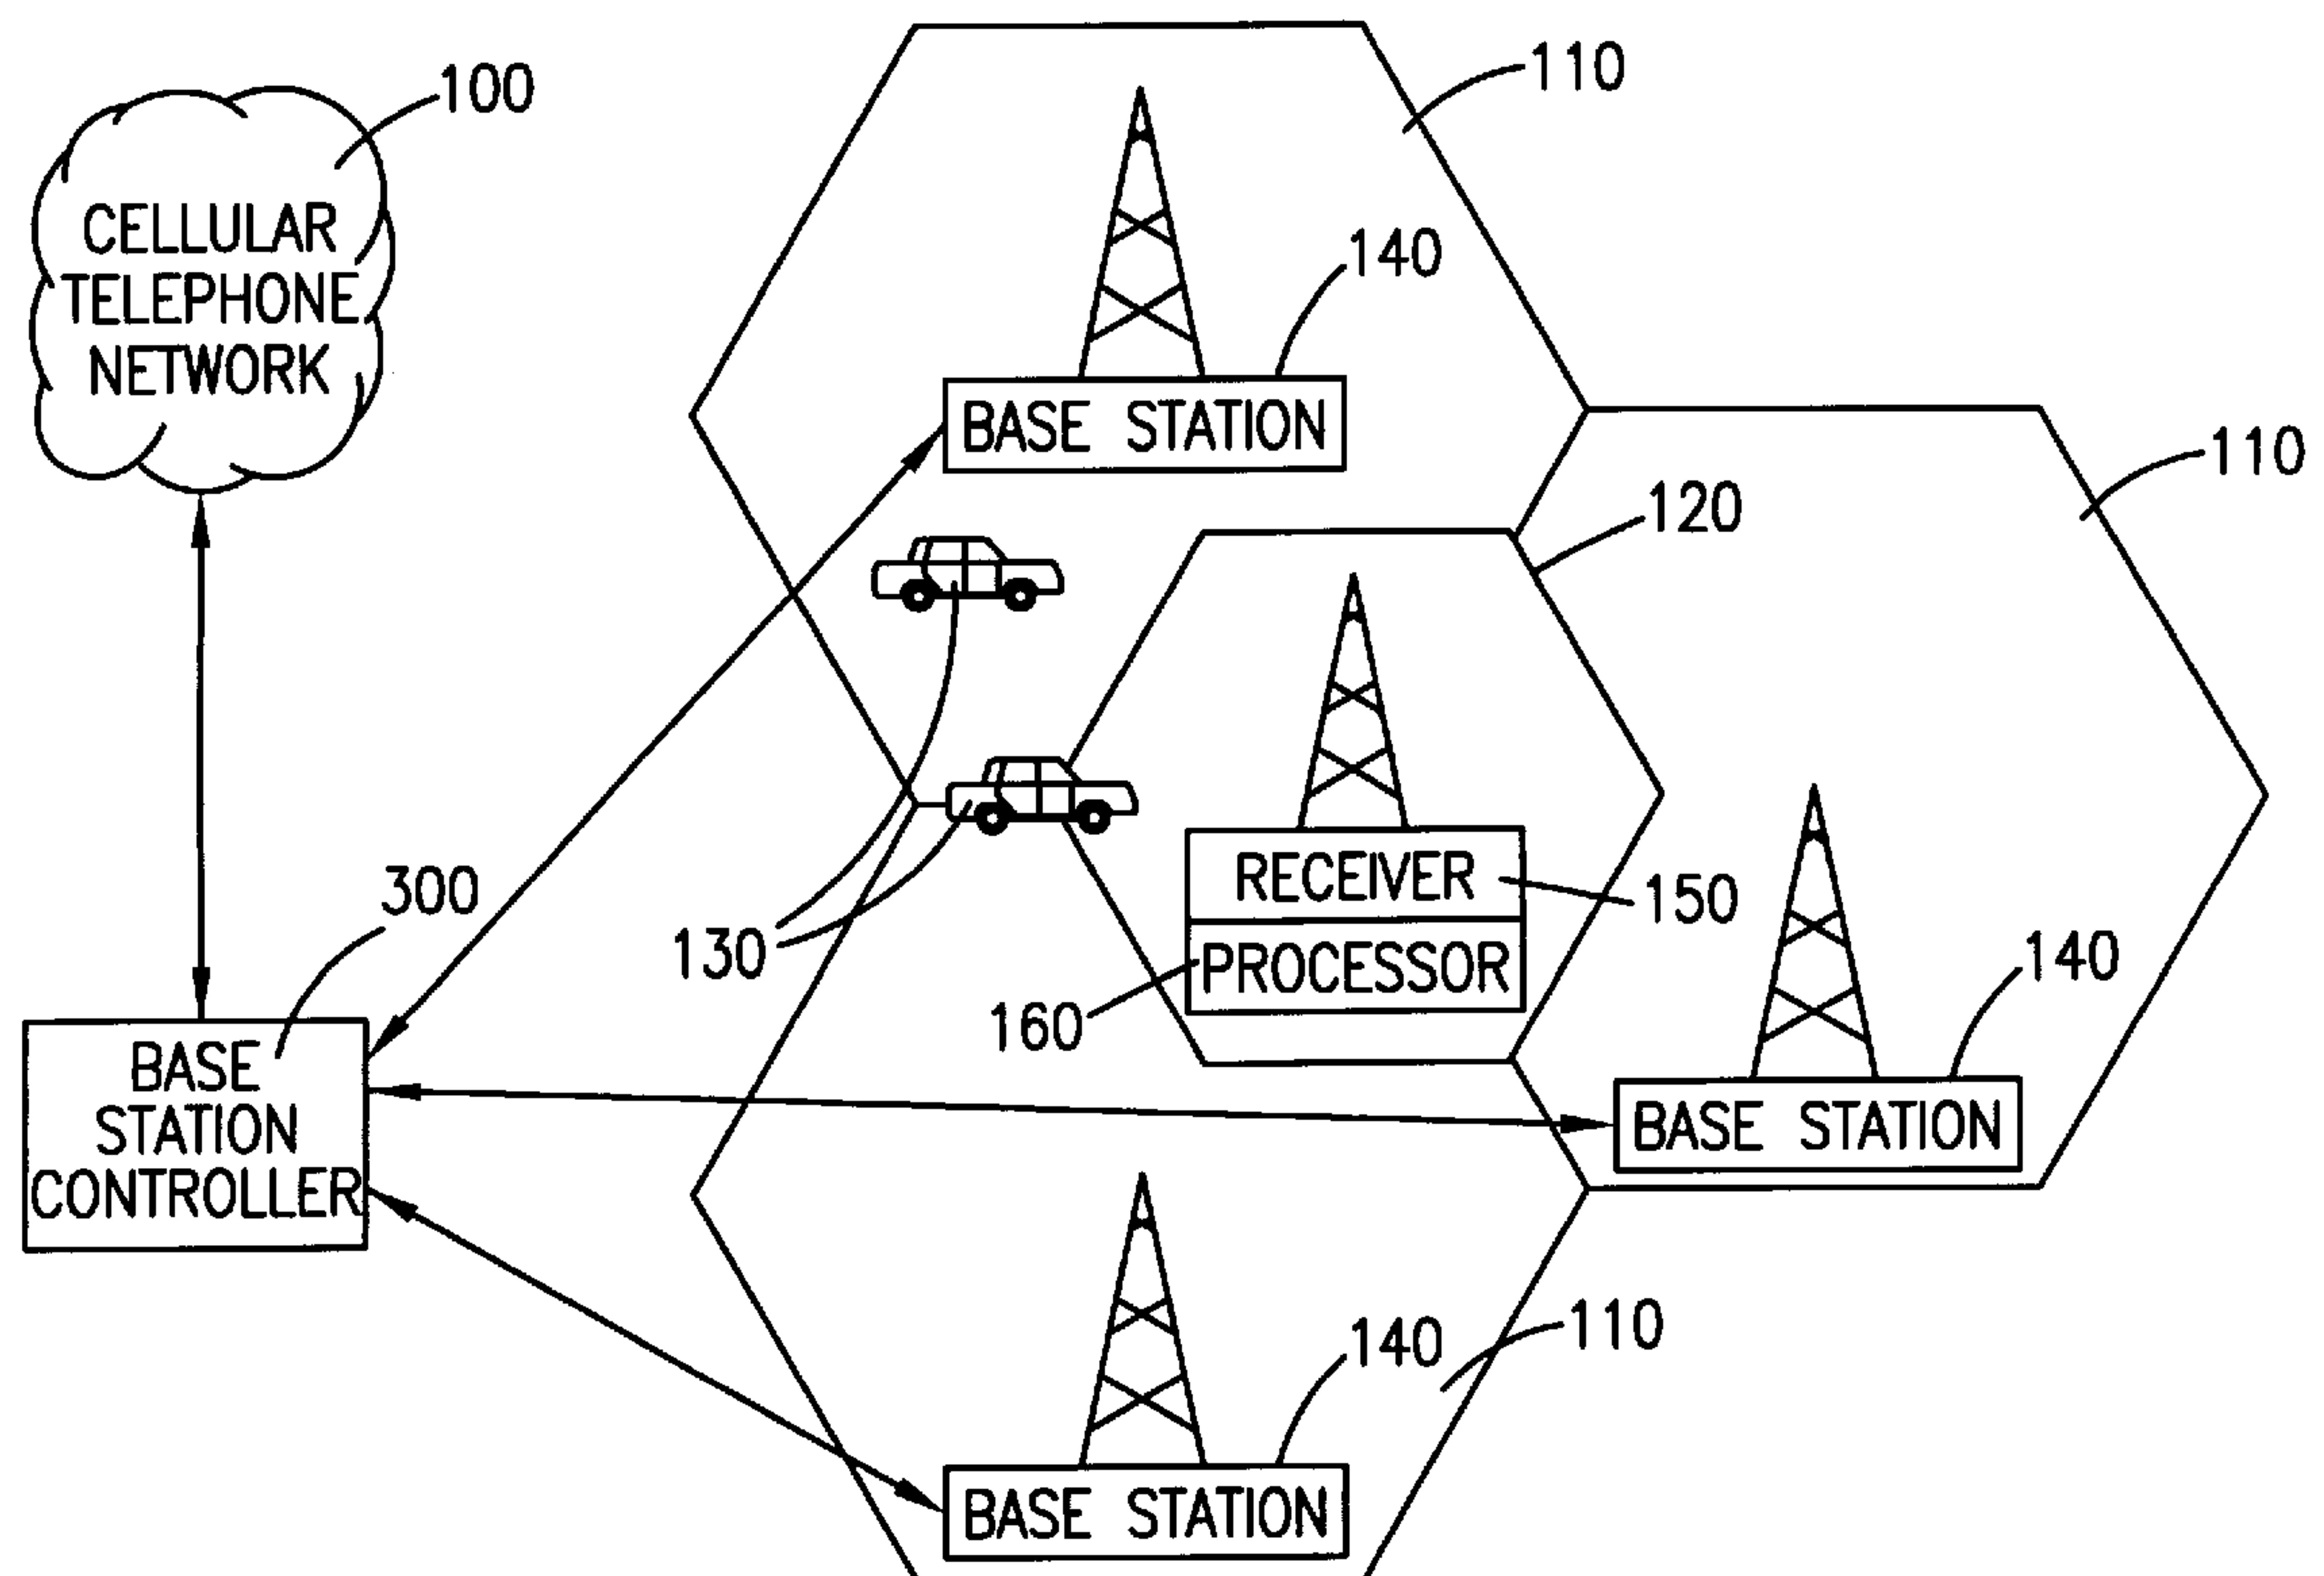 100
CELLULAR
TELEPHONE
NETWORK
110
140
BASE STATION
110
120
130
RECEIVER
150
PROCESSOR
160
300
BASE
STATION
CONTROLLER
140
BASE STATION
110
140
BASE STATION